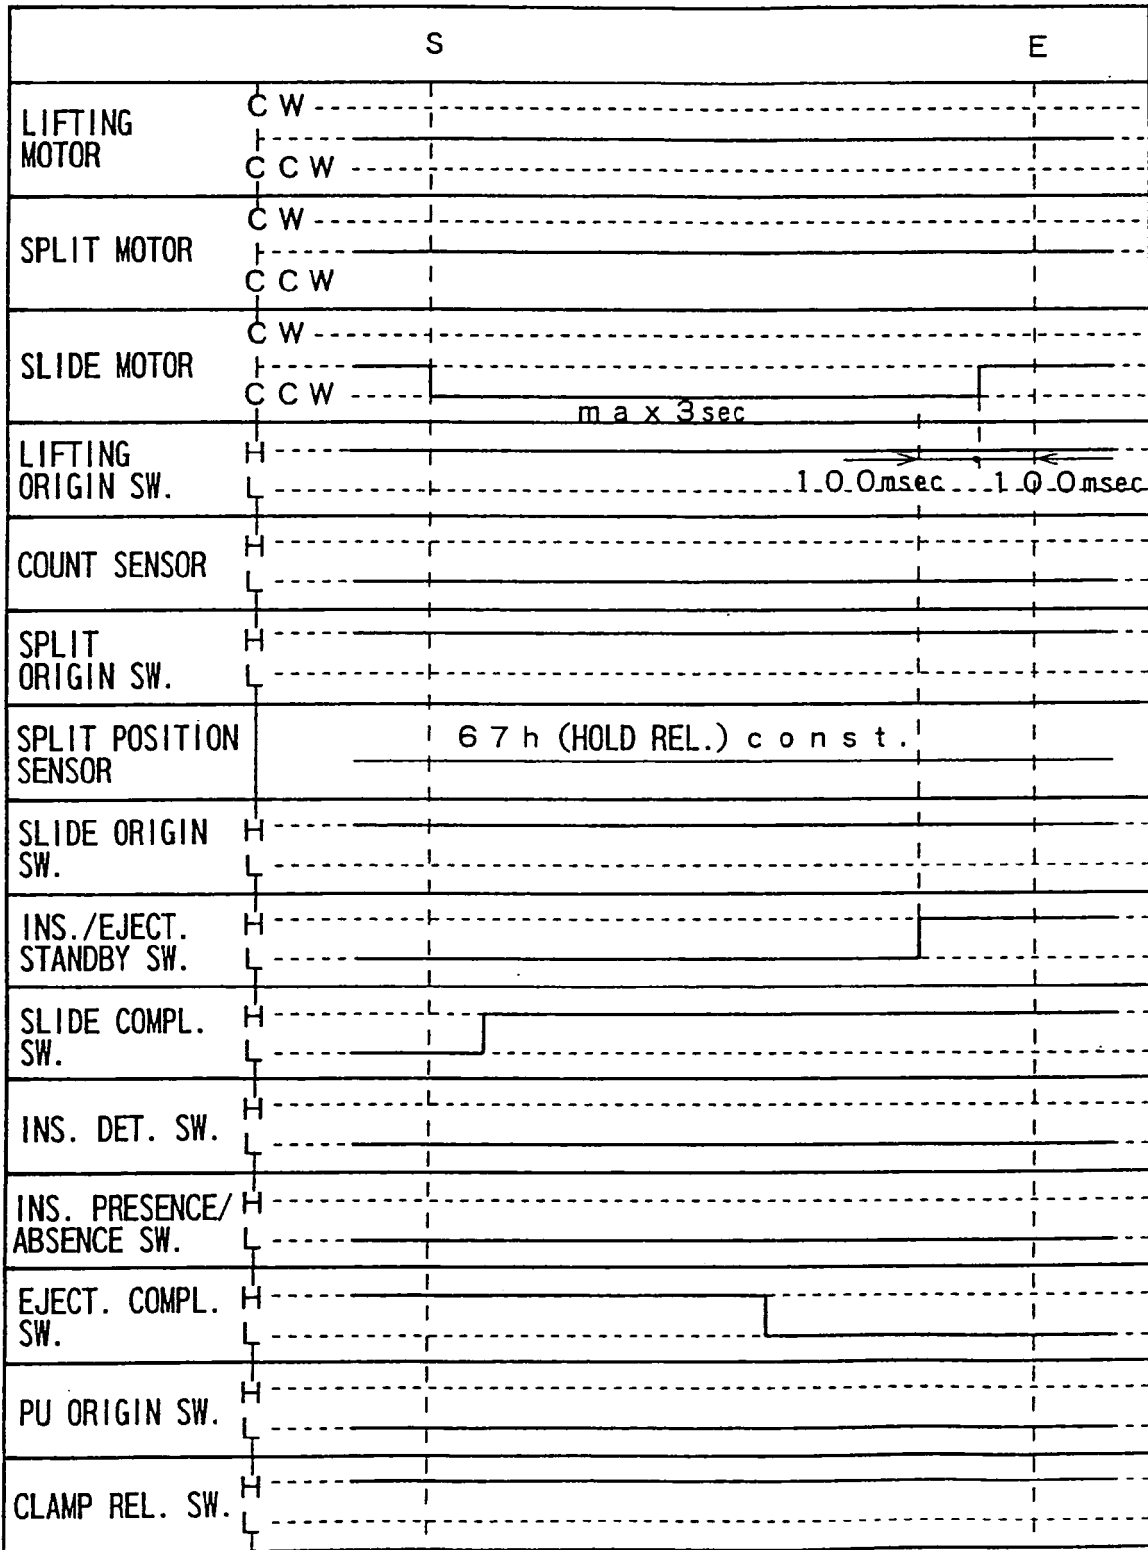 S E
LIFTING
MOTOR
CW
CCW
SPLIT MOTOR
CW
CCW
SLIDE MOTOR
CW
CCW
max 3sec
LIFTING
ORIGIN SW.
H
L
100msec 100msec
COUNT SENSOR
H
L
SPLIT
ORIGIN SW.
H
L
SPLIT POSITION
SENSOR
67h (HOLD REL.) const.
SLIDE ORIGIN
SW.
H
L
INS./EJECT.
STANDBY SW.
H
L
SLIDE COMPL.
SW.
H
L
INS. DET. SW.
H
L
INS. PRESENCE/
ABSENCE SW.
H
L
EJECT. COMPL.
SW.
H
L
PU ORIGIN SW.
H
L
CLAMP REL. SW.
H
L